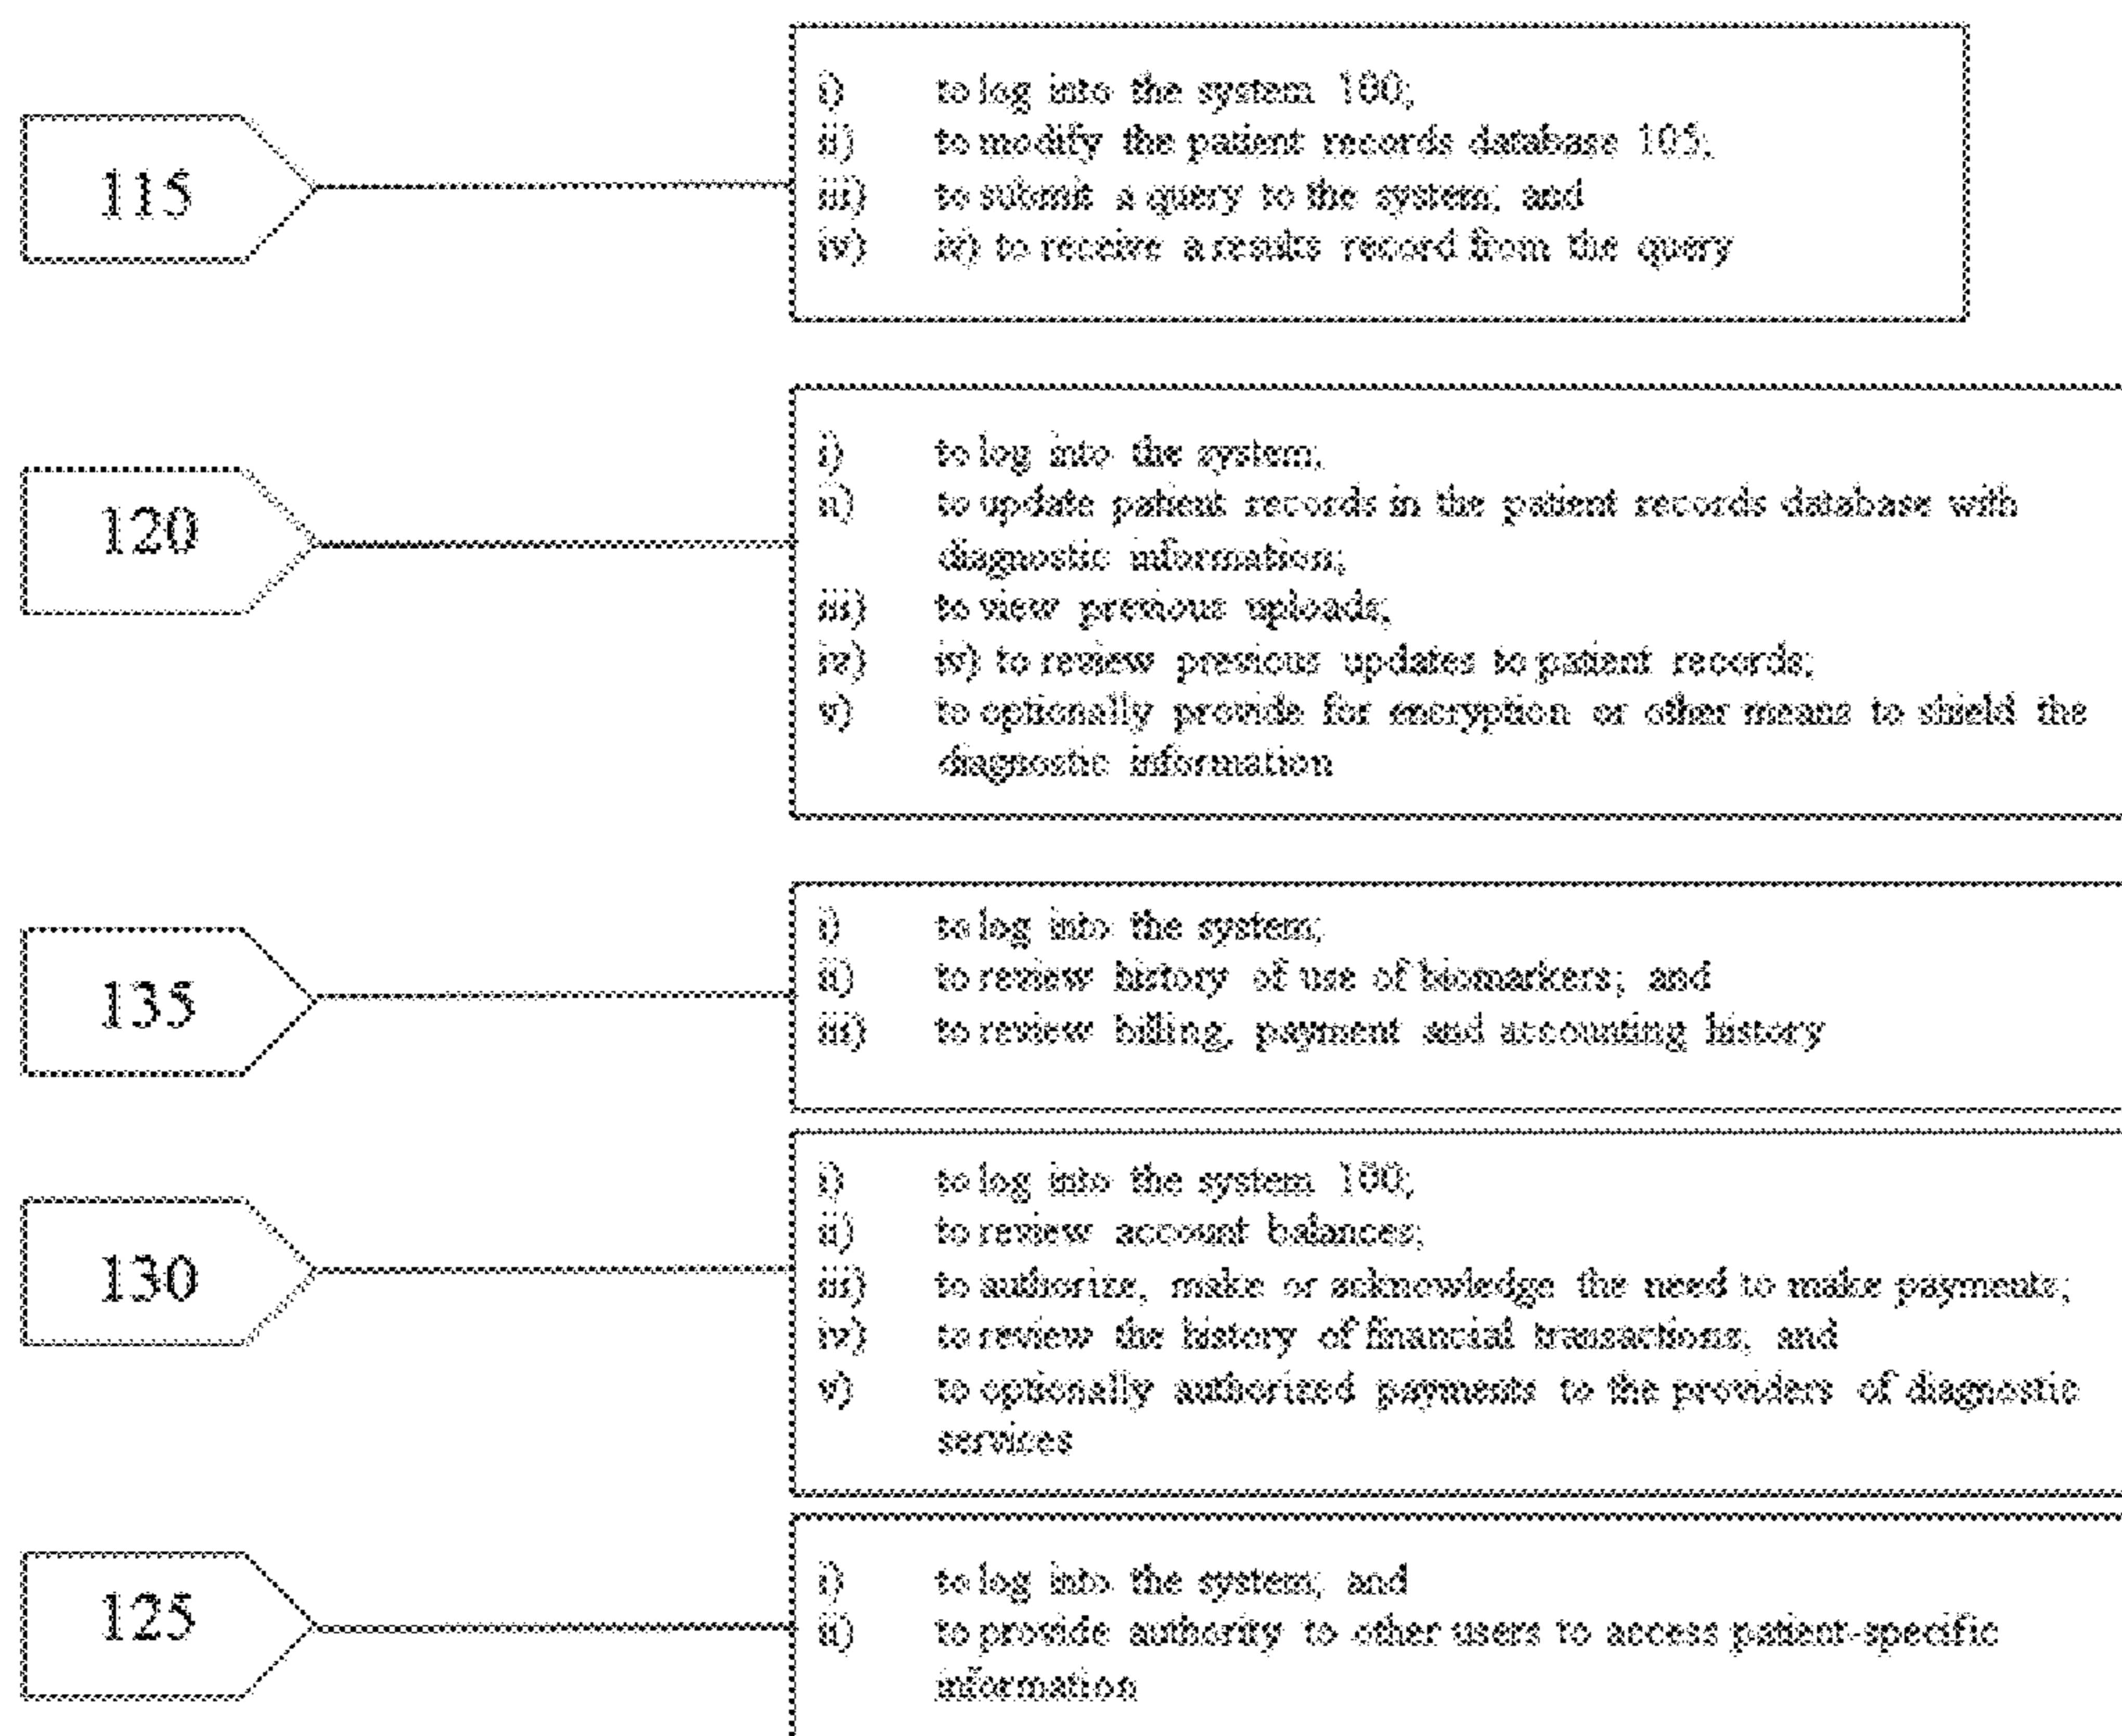 115
i) to log into the system 100;
ii) to modify the patient records database 105;
iii) to submit a query to the system; and
iv) iv) to receive a results record from the query
120
i) to log into the system;
ii) to update patient records in the patient records database with
diagnostic information;
iii) to view previous uploads;
iv) iv) to review previous updates to patient records;
v) to optionally provide for encryption or other means to shield the
diagnostic information
135
i) to log into the system;
ii) to review history of use of biomarkers; and
iii) to review billing, payment and accounting history
130
i) to log into the system 100;
ii) to review account balances;
iii) to authorize, make or acknowledge the need to make payments;
iv) to review the history of financial transactions; and
v) to optionally authorized payments to the providers of diagnostic
services
125
i) to log into the system; and
ii) to provide authority to other users to access patient-specific
information